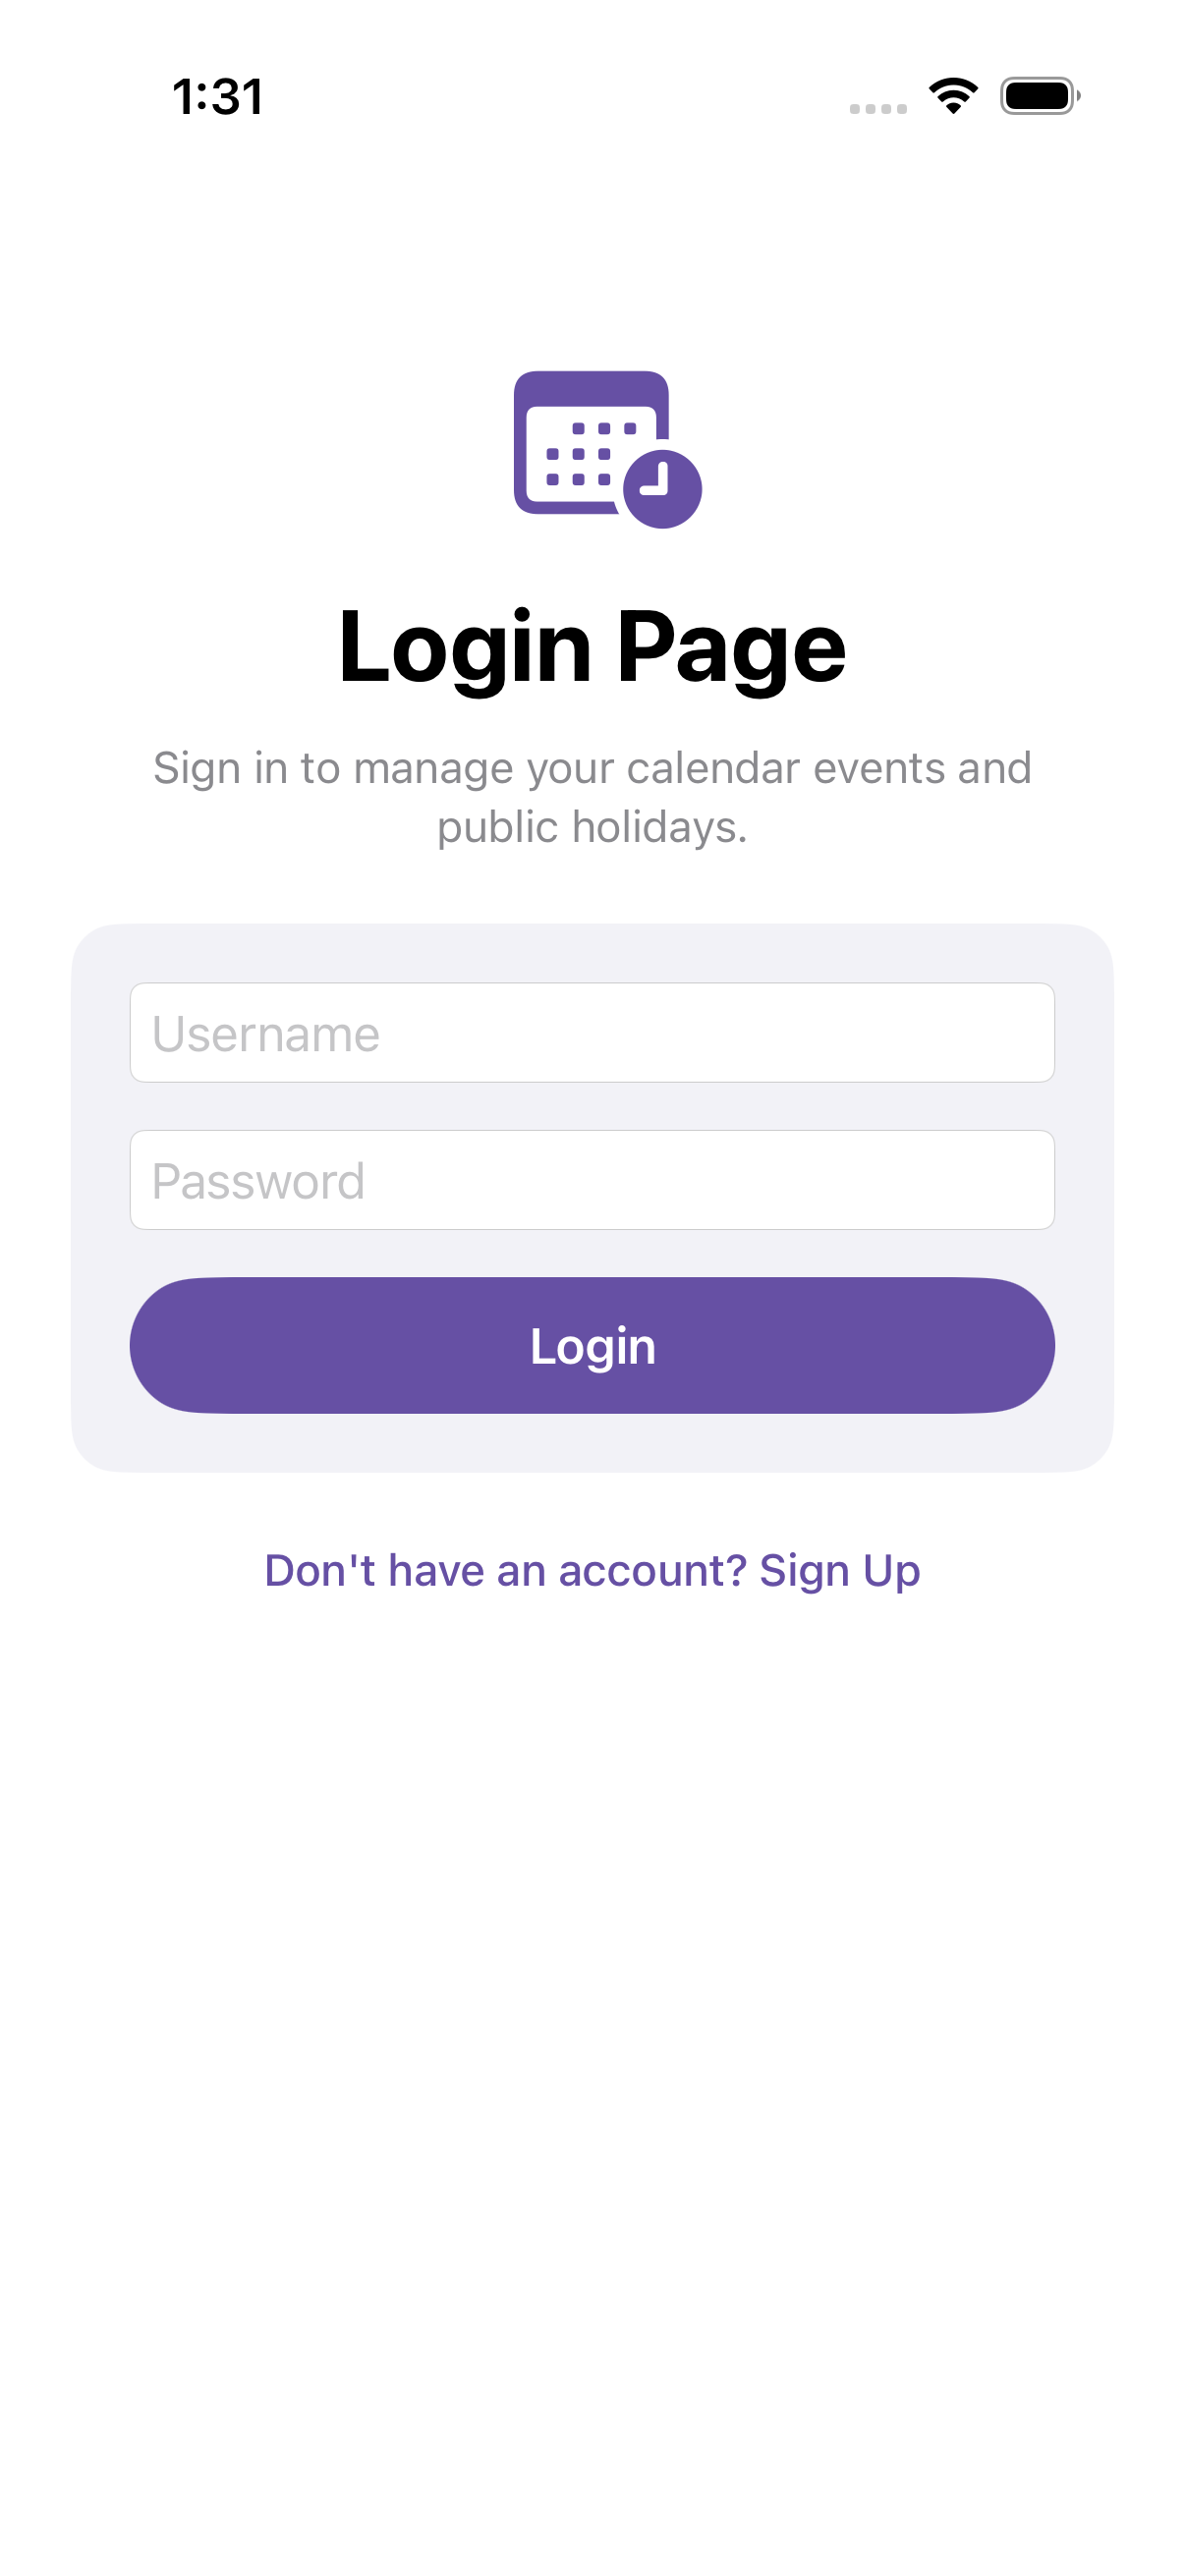 1:31
Login Page
Sign in to manage your calendar events and
public holidays.
Username
Password
Login
Don't have an account? Sign Up